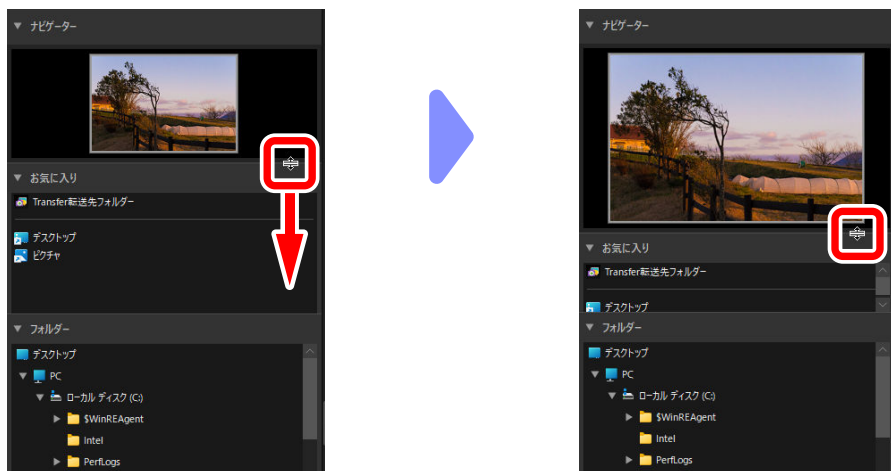 ナビゲーター
お気に入り
Transfer転送先フォルダー
デスクトップ
ピクチャ
フォルダー
デスクトップ
PC
ローカル ディスク (C:)
$WinREAgent
Intel
PerfLogs
ナビゲーター
お気に入り
Transfer転送先フォルダー
デスクトップ
フォルダー
デスクトップ
PC
ローカル ディスク (C:)
$WinREAgent
Intel
PerfLogs